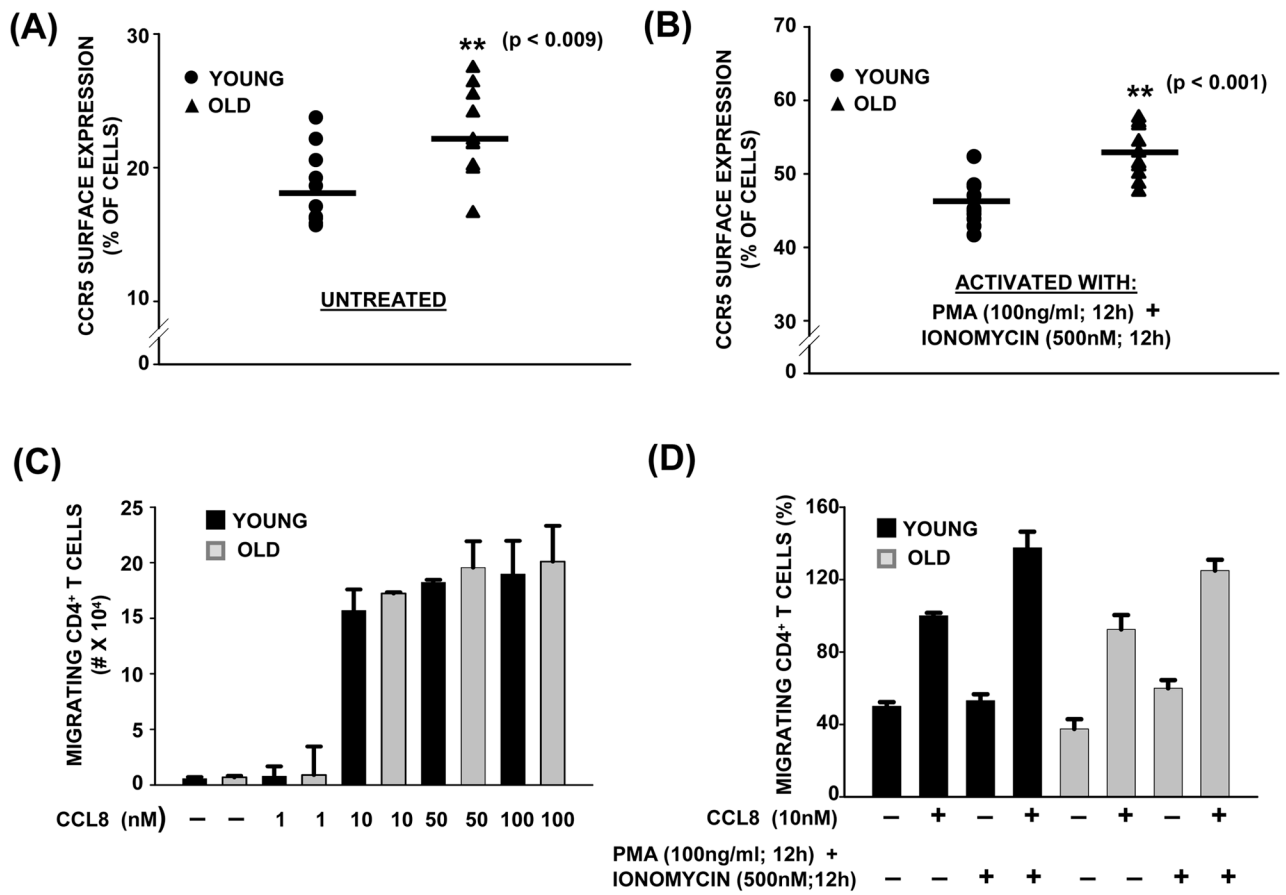 (A)
CCR5 SURFACE EXPRESSION
(% OF CELLS)
30
20
10
0
YOUNG
OLD
** (p < 0.009)
UNTREATED
(B)
CCR5 SURFACE EXPRESSION
(% OF CELLS)
70
60
50
40
30
0
YOUNG
OLD
** (p < 0.001)
ACTIVATED WITH:
PMA (100ng/ml; 12h) +
IONOMYCIN (500nM; 12h)
(C)
MIGRATING CD4⁺ T CELLS
(# X 10⁴)
25
20
15
10
5
0
YOUNG
OLD
CCL8 (nM) – – 1 1 10 10 50 50 100 100
(D)
MIGRATING CD4⁺ T CELLS (%)
160
120
80
40
0
YOUNG
OLD
CCL8 (10nM) – + – + – + – +
PMA (100ng/ml; 12h) +
IONOMYCIN (500nM;12h) – – + + – – + +